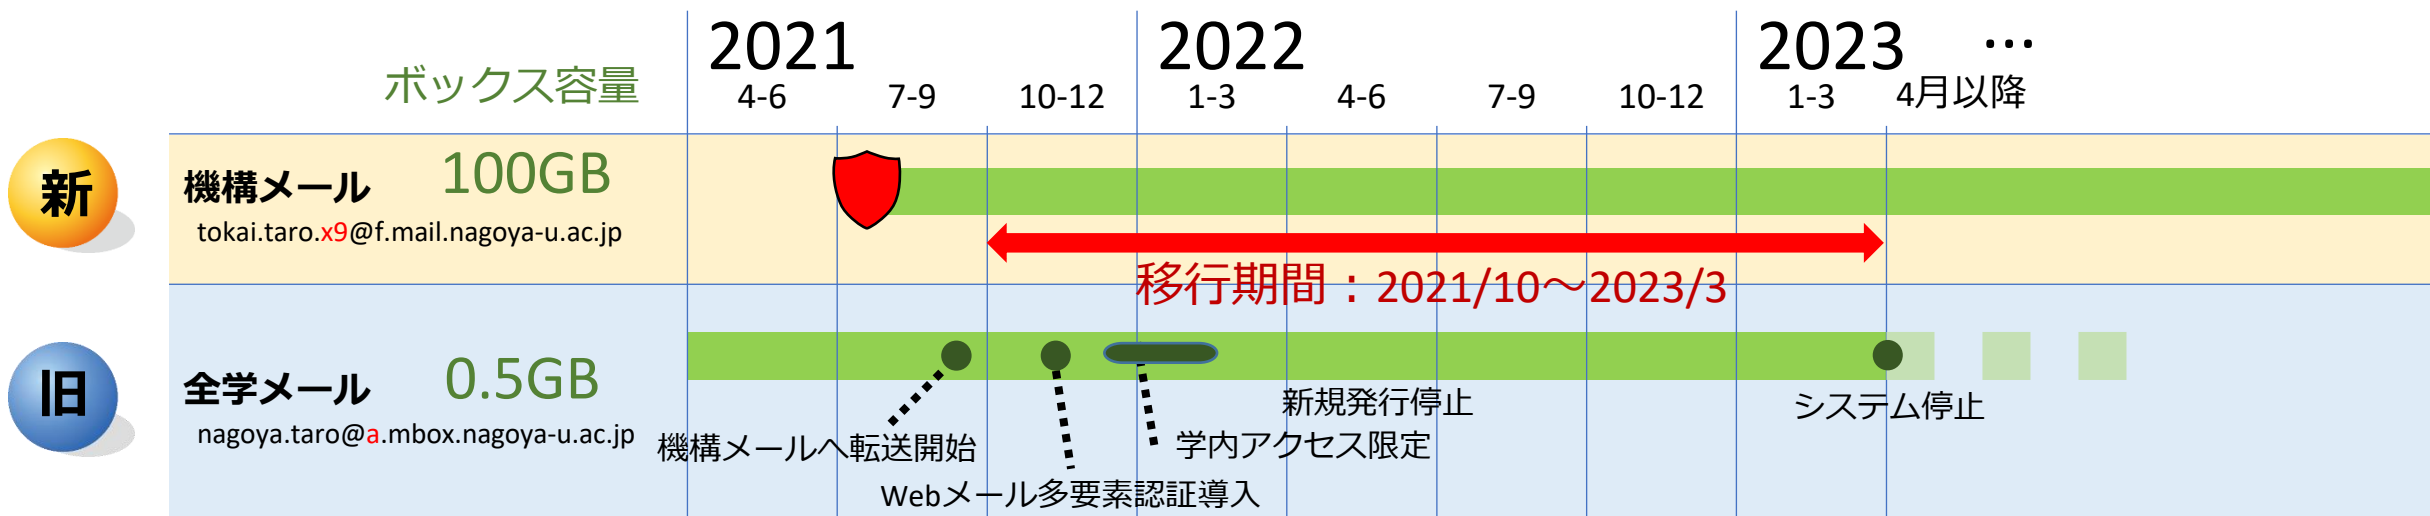 ボックス容量
2021
2022
2023 …
4-6
7-9
10-12
1-3
4-6
7-9
10-12
1-3
4月以降
新
機構メール
100GB
tokai.taro.x9@f.mail.nagoya-u.ac.jp
移行期間：2021/10～2023/3
旧
全学メール
0.5GB
nagoya.taro@a.mbox.nagoya-u.ac.jp
新規発行停止
システム停止
機構メールへ転送開始
学内アクセス限定
Webメール多要素認証導入